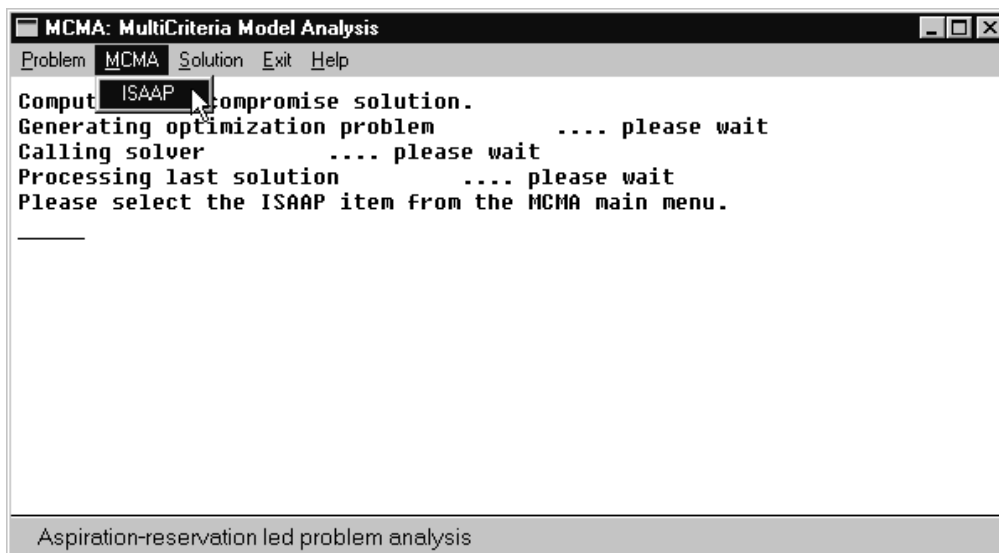 MCMA: MultiCriteria Model Analysis
Problem MCMA Solution Exit Help
ISAAP
Comput compromise solution.
Generating optimization problem .... please wait
Calling solver .... please wait
Processing last solution .... please wait
Please select the ISAAP item from the MCMA main menu.
Aspiration-reservation led problem analysis